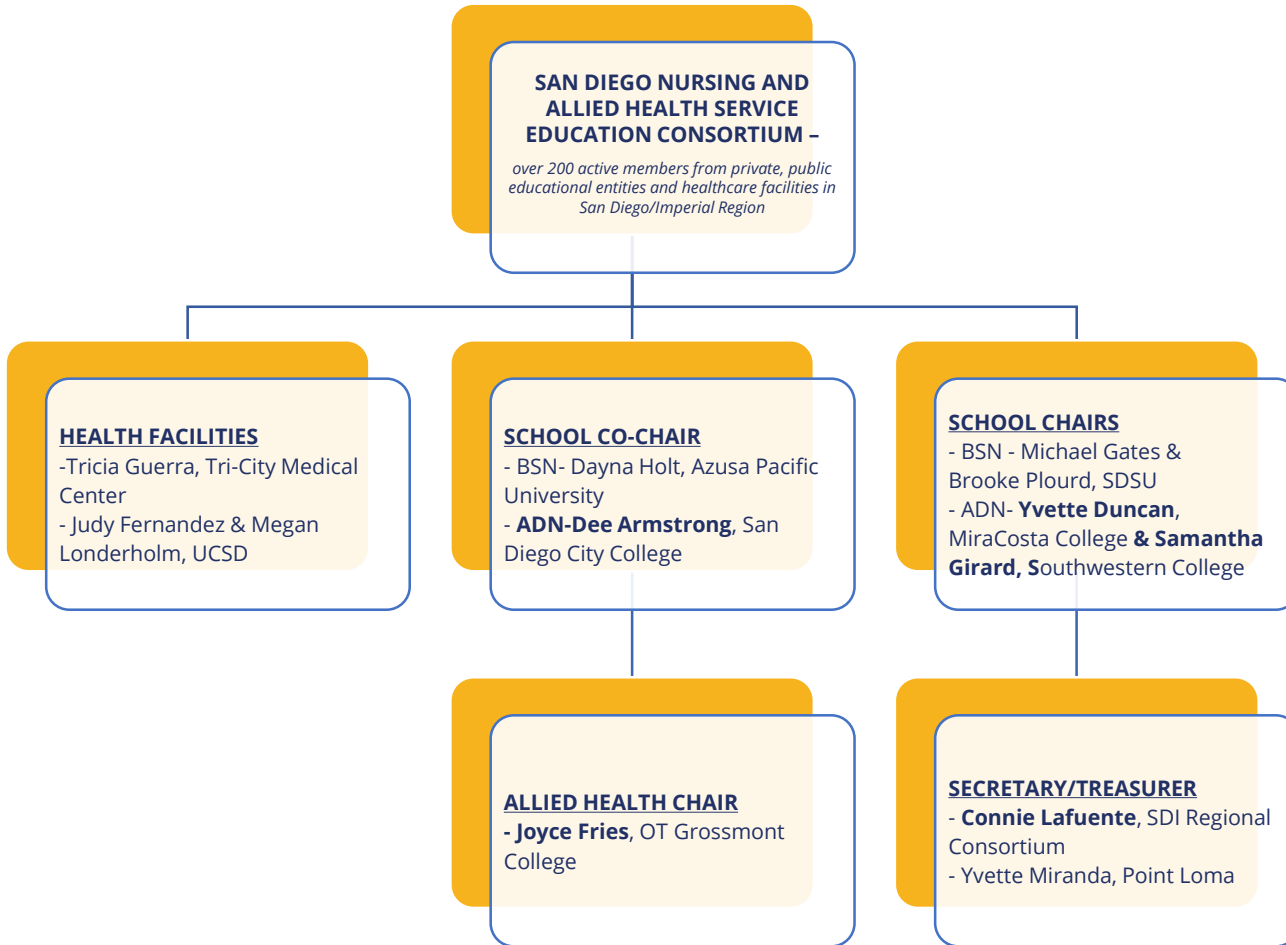 SAN DIEGO NURSING AND
ALLIED HEALTH SERVICE
EDUCATION CONSORTIUM –
over 200 active members from private, public
educational entities and healthcare facilities in
San Diego/Imperial Region
HEALTH FACILITIES
-Tricia Guerra, Tri-City Medical
Center
- Judy Fernandez & Megan
Londerholm, UCSD
SCHOOL CO-CHAIR
- BSN- Dayna Holt, Azusa Pacific
University
- ADN-Dee Armstrong, San
Diego City College
SCHOOL CHAIRS
- BSN - Michael Gates &
Brooke Plourd, SDSU
- ADN- Yvette Duncan,
MiraCosta College & Samantha
Girard, Southwestern College
ALLIED HEALTH CHAIR
- Joyce Fries, OT Grossmont
College
SECRETARY/TREASURER
- Connie Lafuente, SDI Regional
Consortium
- Yvette Miranda, Point Loma